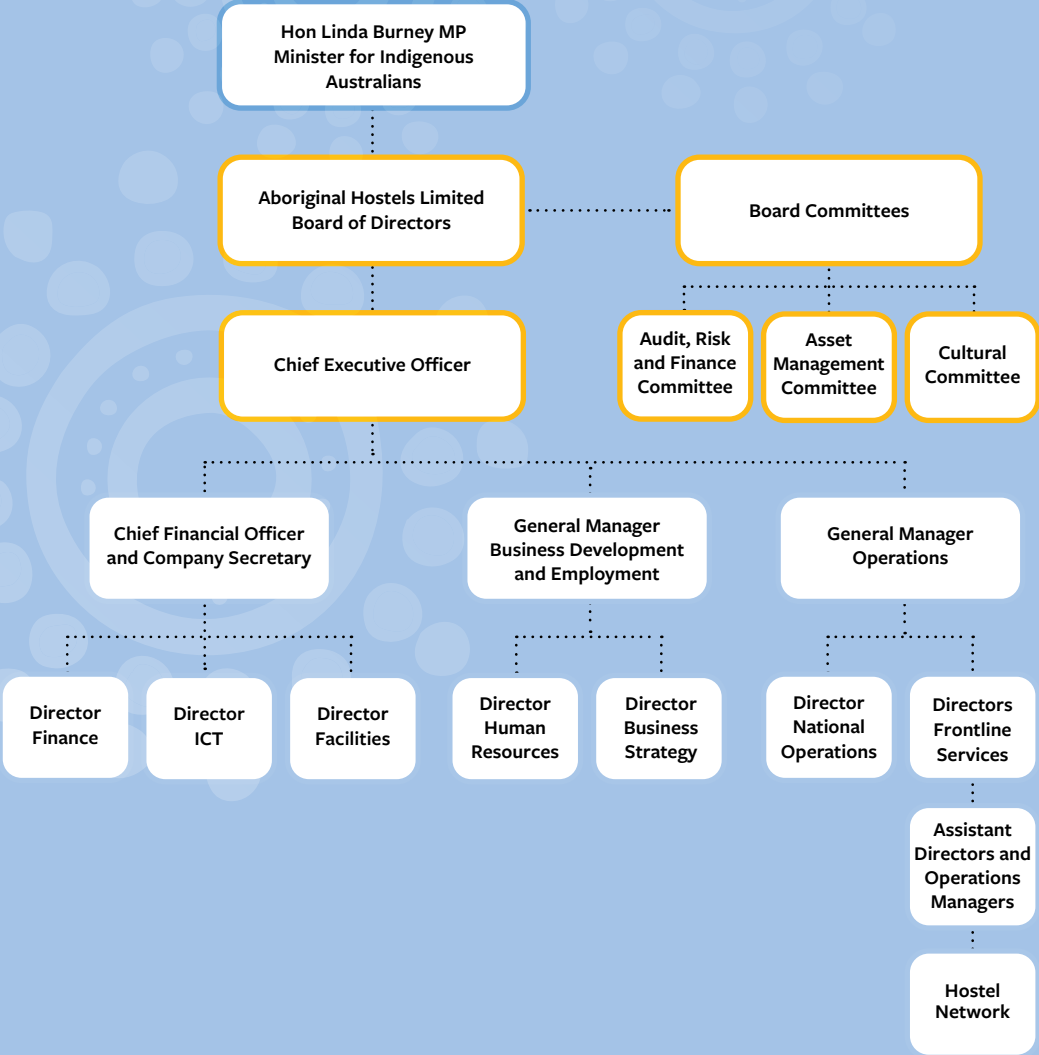 Hon Linda Burney MP
Minister for Indigenous
Australians
Aboriginal Hostels Limited
Board of Directors
Board Committees
Chief Executive Officer
Audit, Risk
and Finance
Committee
Asset
Management
Committee
Cultural
Committee
Chief Financial Officer
and Company Secretary
General Manager
Business Development
and Employment
General Manager
Operations
Director
Finance
Director
ICT
Director
Facilities
Director
Human
Resources
Director
Business
Strategy
Director
National
Operations
Directors
Frontline
Services
Assistant
Directors and
Operations
Managers
Hostel
Network